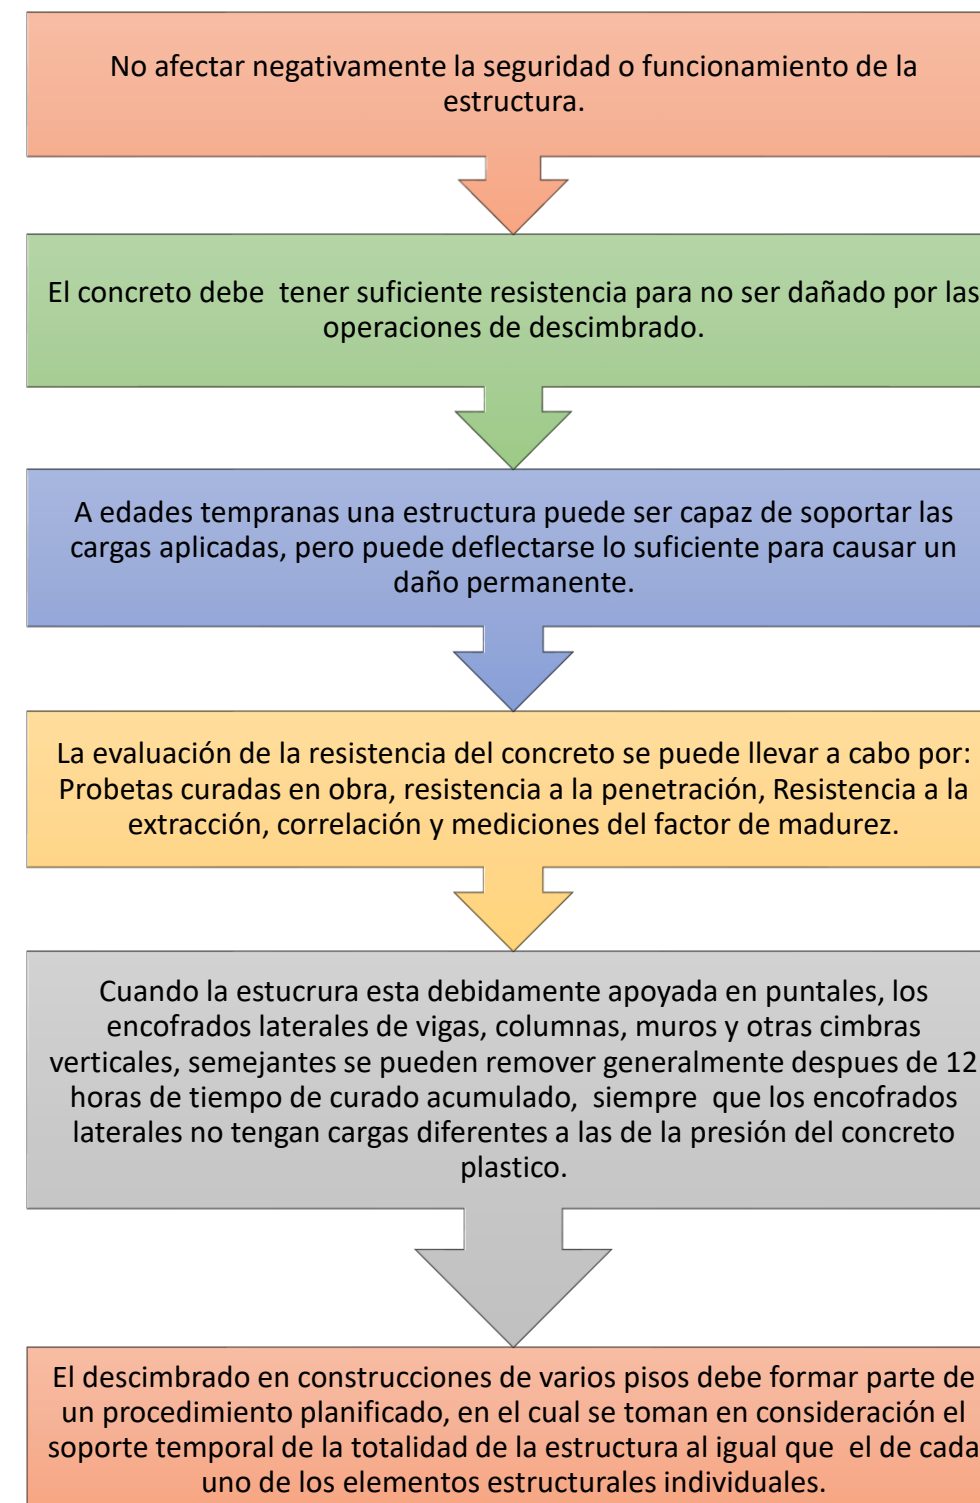 No afectar negativamente la seguridad o funcionamiento de la
estructura.
El concreto debe  tener suficiente resistencia para no ser dañado por las
operaciones de descimbrado.
A edades tempranas una estructura puede ser capaz de soportar las
cargas aplicadas, pero puede deflectarse lo suficiente para causar un
daño permanente.
La evaluación de la resistencia del concreto se puede llevar a cabo por:
Probetas curadas en obra, resistencia a la penetración, Resistencia a la
extracción, correlación y mediciones del factor de madurez.
Cuando la estucrura esta debidamente apoyada en puntales, los
encofrados laterales de vigas, columnas, muros y otras cimbras
verticales, semejantes se pueden remover generalmente despues de 12
horas de tiempo de curado acumulado,  siempre  que los encofrados
laterales no tengan cargas diferentes a las de la presión del concreto
plastico.
El descimbrado en construcciones de varios pisos debe formar parte de
un procedimiento planificado, en el cual se toman en consideración el
soporte temporal de la totalidad de la estructura al igual que  el de cada
uno de los elementos estructurales individuales.